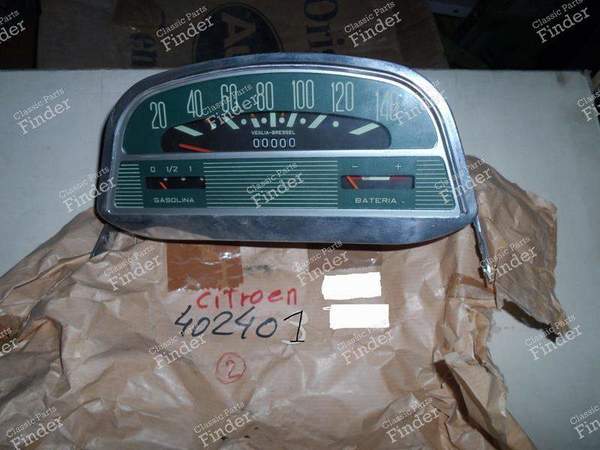 20 40 60 80 100 120 140
VEGLIA-BRESSEL
00000
0 1/2 1
- +
GASOLINA
BATERIA
citroen
402401
2
Classic Parts Finder